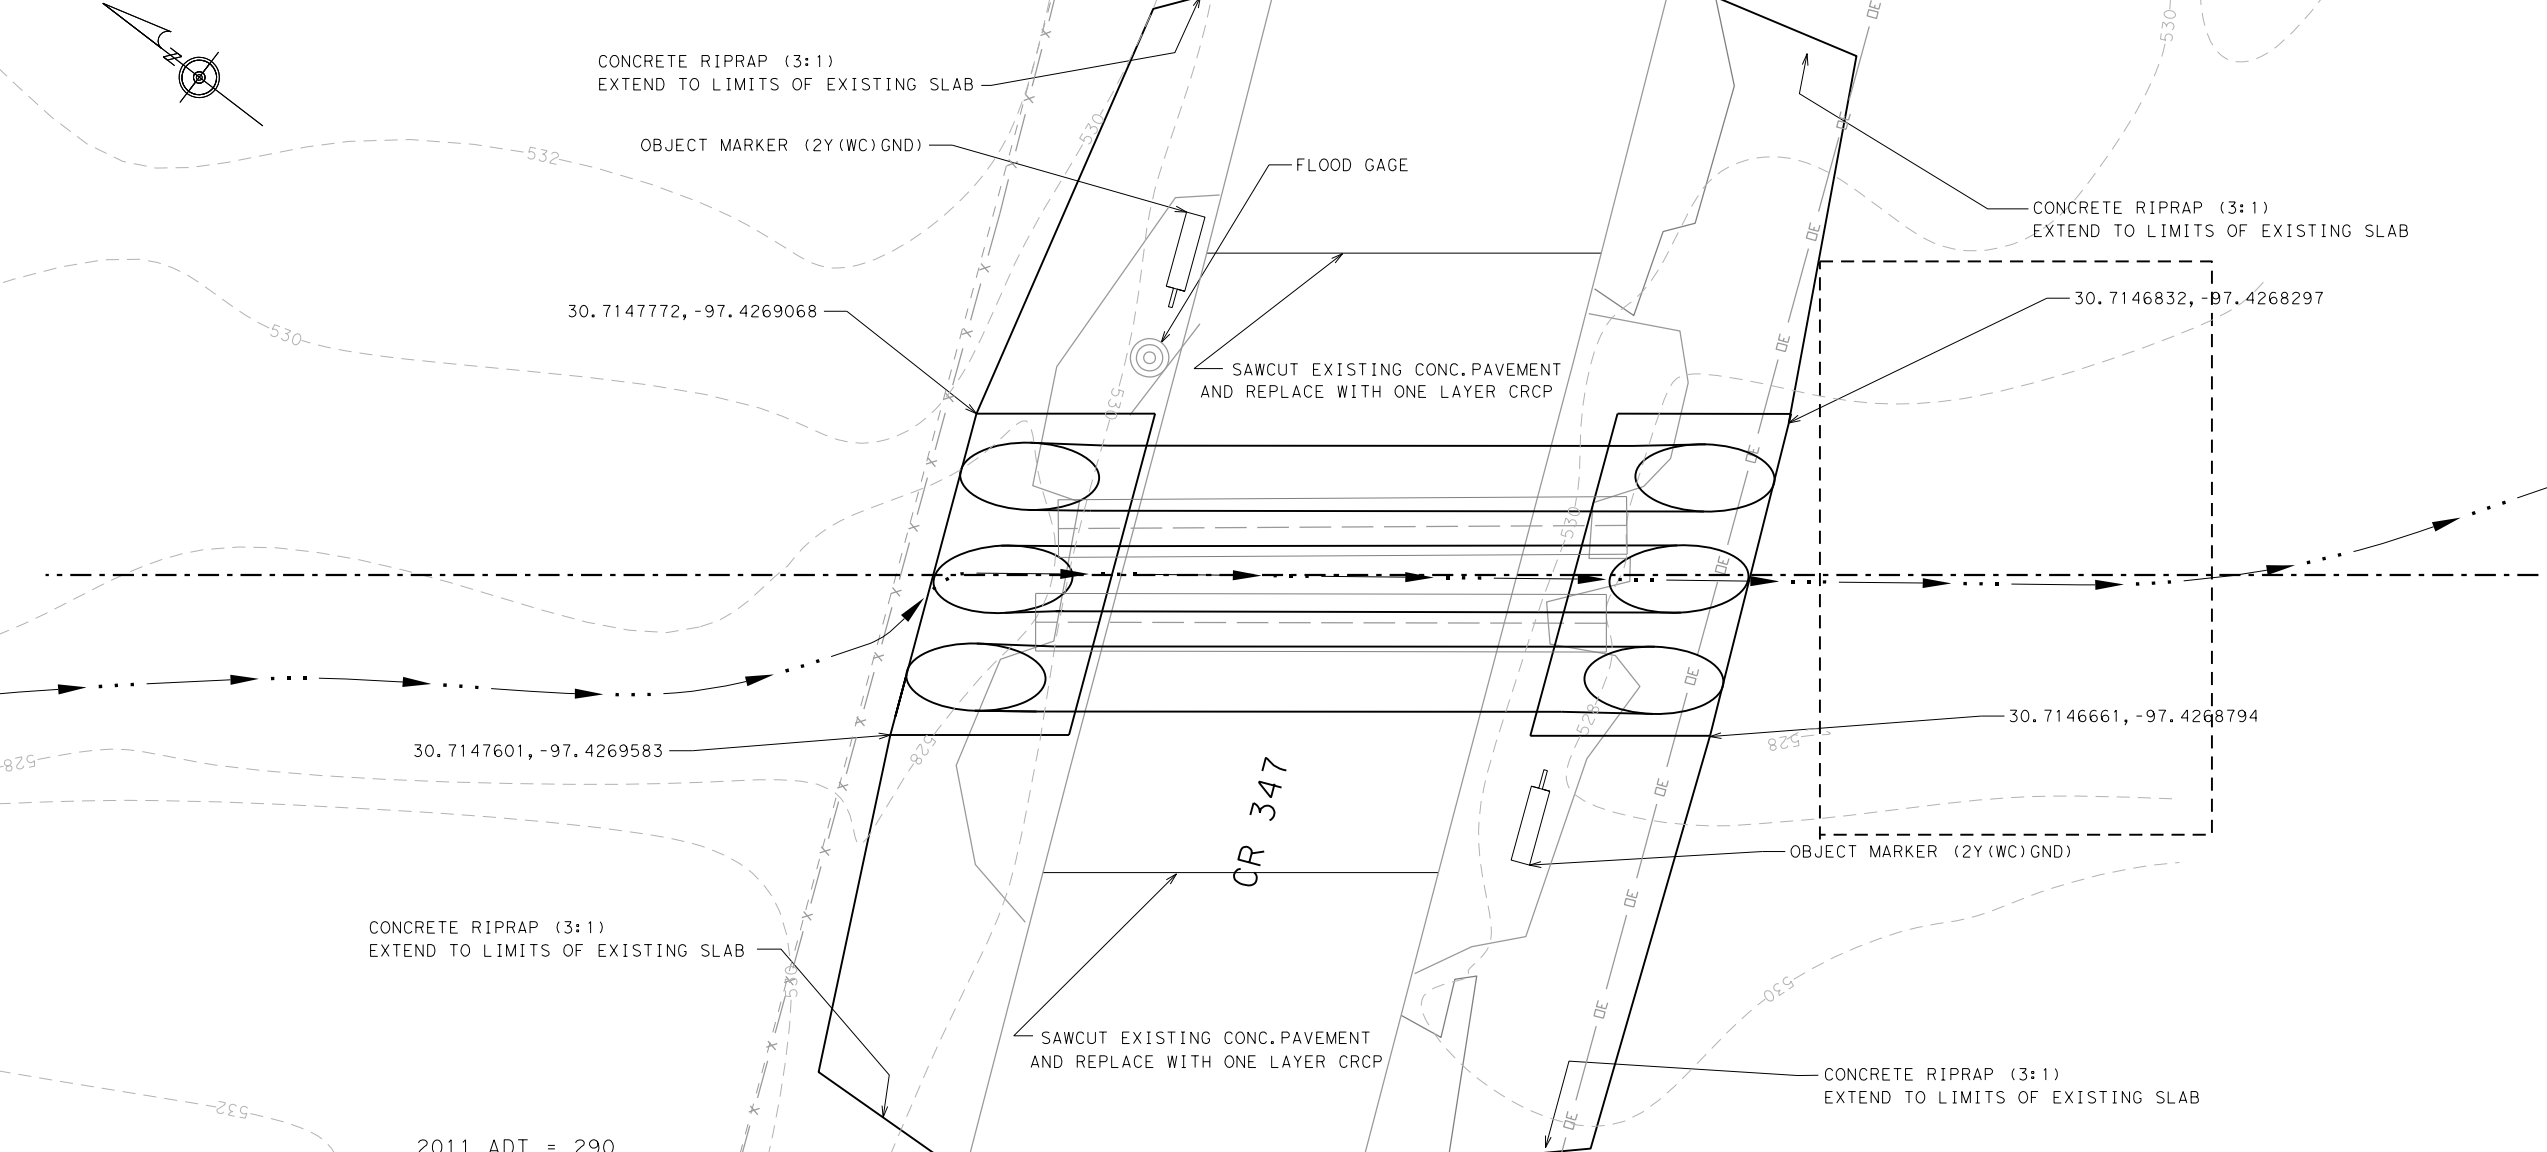 N
CONCRETE RIPRAP (3:1)
EXTEND TO LIMITS OF EXISTING SLAB
OBJECT MARKER (2Y(WC)GND)
FLOOD GAGE
CONCRETE RIPRAP (3:1)
EXTEND TO LIMITS OF EXISTING SLAB
30.7147772,-97.4269068
30.7146832,-97.4268297
SAWCUT EXISTING CONC.PAVEMENT
AND REPLACE WITH ONE LAYER CRCP
532
530
530
530
530
530
528
528
528
528
530
530
532
X
OE
30.7147601,-97.4269583
30.7146661,-97.4268794
CR 347
OBJECT MARKER (2Y(WC)GND)
CONCRETE RIPRAP (3:1)
EXTEND TO LIMITS OF EXISTING SLAB
SAWCUT EXISTING CONC.PAVEMENT
AND REPLACE WITH ONE LAYER CRCP
CONCRETE RIPRAP (3:1)
EXTEND TO LIMITS OF EXISTING SLAB
2011 ADT = 290